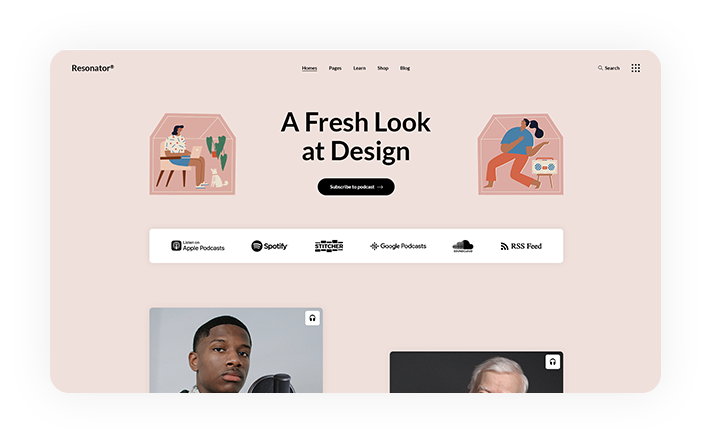 Resonator®
Homes Pages Learn Shop Blog
Search
A Fresh Look
at Design
Subscribe to podcast →
Listen on
Apple Podcasts
Spotify
STITCHER
Google Podcasts
SOUNDCLOUD
RSS Feed